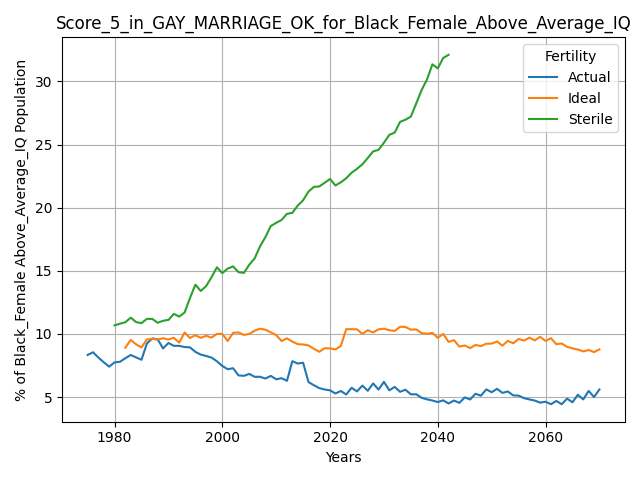 Score_5_in_GAY_MARRIAGE_OK_for_Black_Female_Above_Average_IQ
% of Black_Female Above_Average_IQ Population
30
25
20
15
10
5
Fertility
Actual
Ideal
Sterile
1980
2000
2020
2040
2060
Years